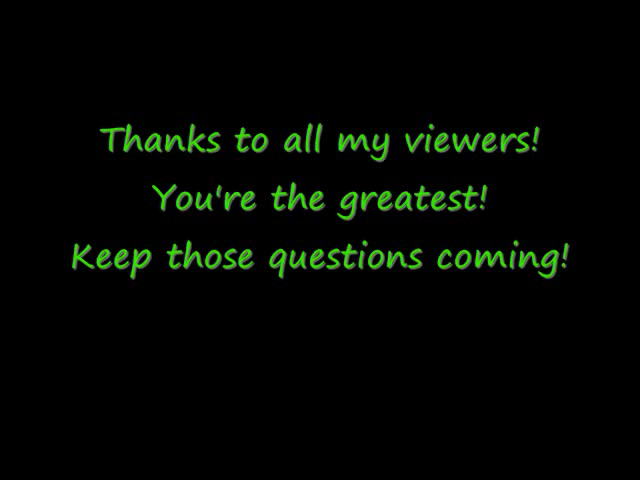 Thanks to all my viewers!
You're the greatest!
Keep those questions coming!